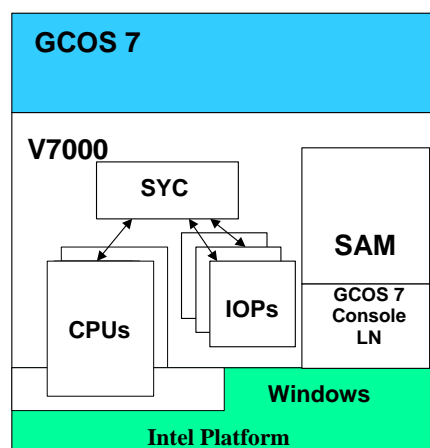 GCOS 7
V7000
SYC
CPUs
IOPs
SAM
GCOS 7
Console
LN
Windows
Intel Platform